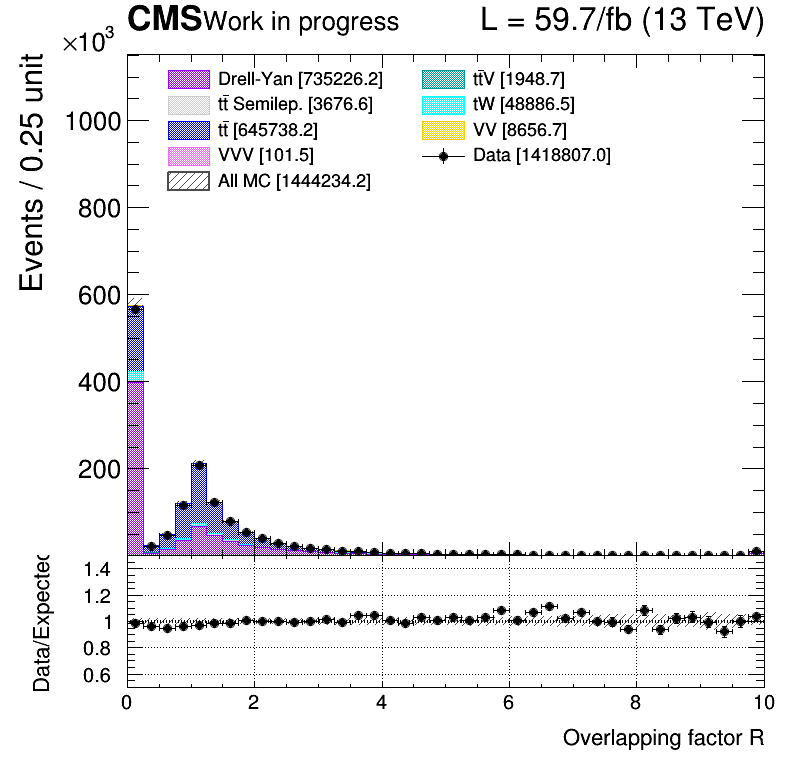 CMS Work in progress L = 59.7/fb (13 TeV)
×10³
Events / 0.25 unit
Drell-Yan [735226.2]
tt̄ Semilep. [3676.6]
tt̄ [645738.2]
VVV [101.5]
All MC [1444234.2]
tt̄V [1948.7]
tW [48886.5]
VV [8656.7]
Data [1418807.0]
1000
800
600
400
200
Data/Expected
1.4
1.2
1
0.8
0.6
0 2 4 6 8 10
Overlapping factor R